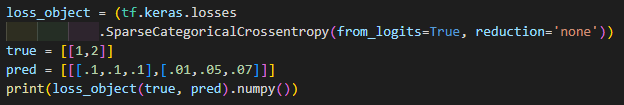 loss_object = (tf.keras.losses
.SparseCategoricalCrossentropy(from_logits=True, reduction='none'))
true = [[1,2]]
pred = [[[.1,.1,.1],[.01,.05,.07]]]
print(loss_object(true, pred).numpy())